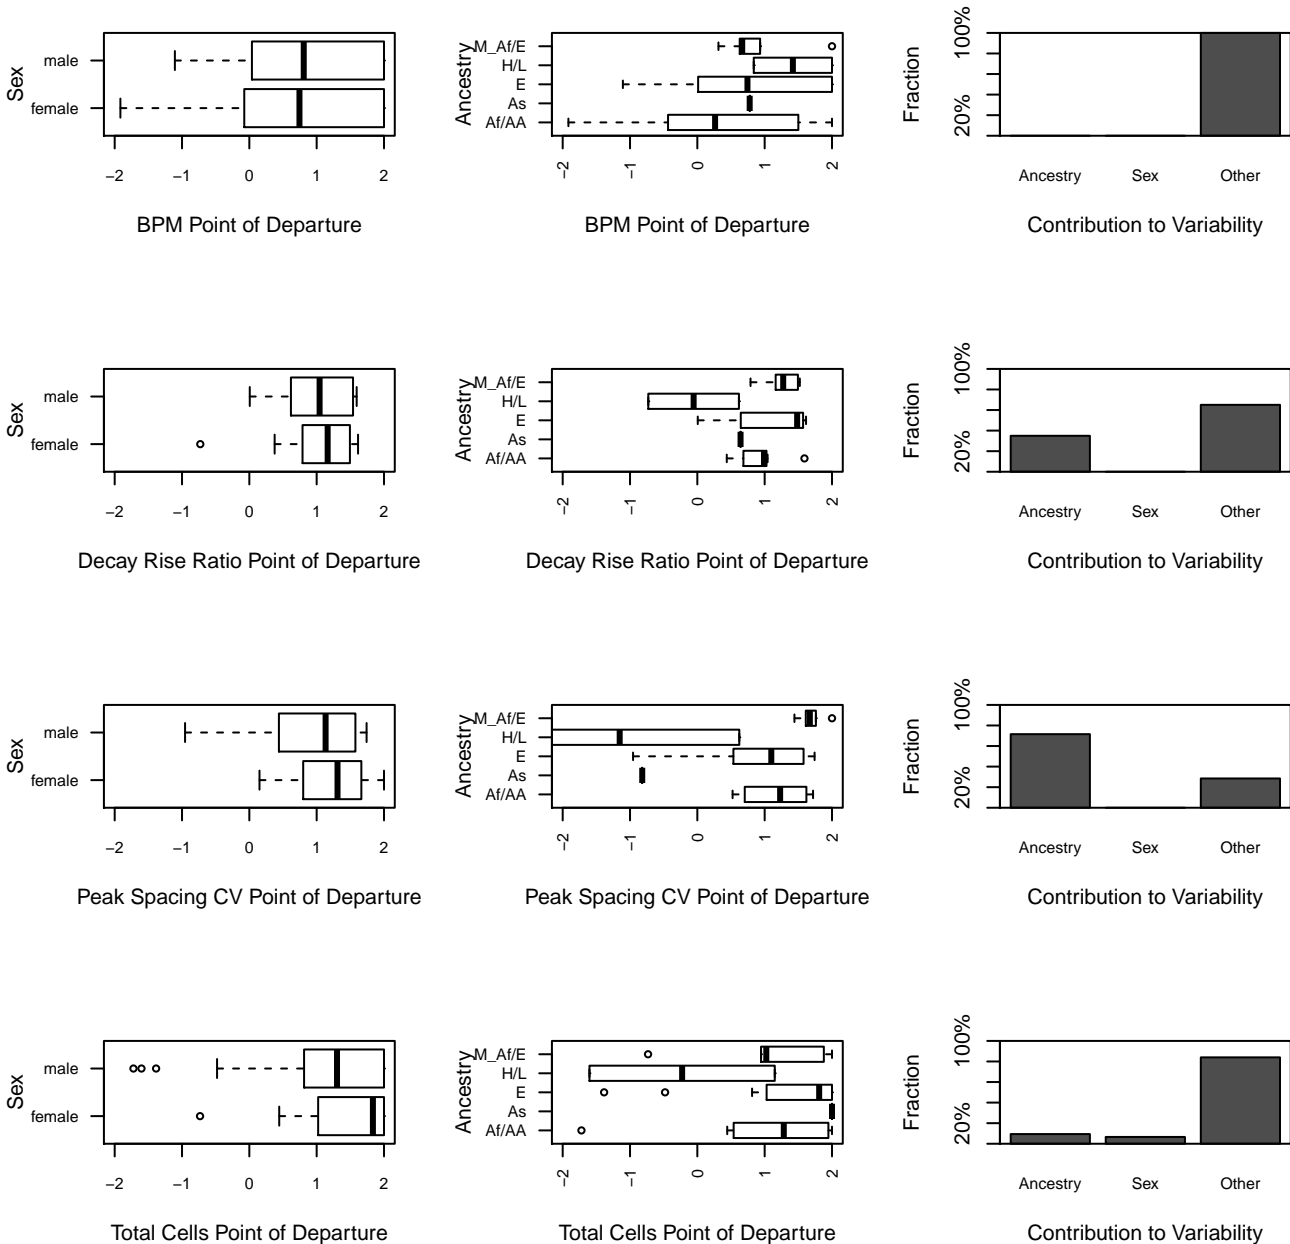 Sex
male
female
−2 −1 0 1 2
BPM Point of Departure
Ancestry
M_Af/E
H/L
E
As
Af/AA
−2 −1 0 1 2
BPM Point of Departure
Fraction
100%
20%
Ancestry Sex Other
Contribution to Variability
Sex
male
female
−2 −1 0 1 2
Decay Rise Ratio Point of Departure
Ancestry
M_Af/E
H/L
E
As
Af/AA
−2 −1 0 1 2
Decay Rise Ratio Point of Departure
Fraction
100%
20%
Ancestry Sex Other
Contribution to Variability
Sex
male
female
−2 −1 0 1 2
Peak Spacing CV Point of Departure
Ancestry
M_Af/E
H/L
E
As
Af/AA
−2 −1 0 1 2
Peak Spacing CV Point of Departure
Fraction
100%
20%
Ancestry Sex Other
Contribution to Variability
Sex
male
female
−2 −1 0 1 2
Total Cells Point of Departure
Ancestry
M_Af/E
H/L
E
As
Af/AA
−2 −1 0 1 2
Total Cells Point of Departure
Fraction
100%
20%
Ancestry Sex Other
Contribution to Variability